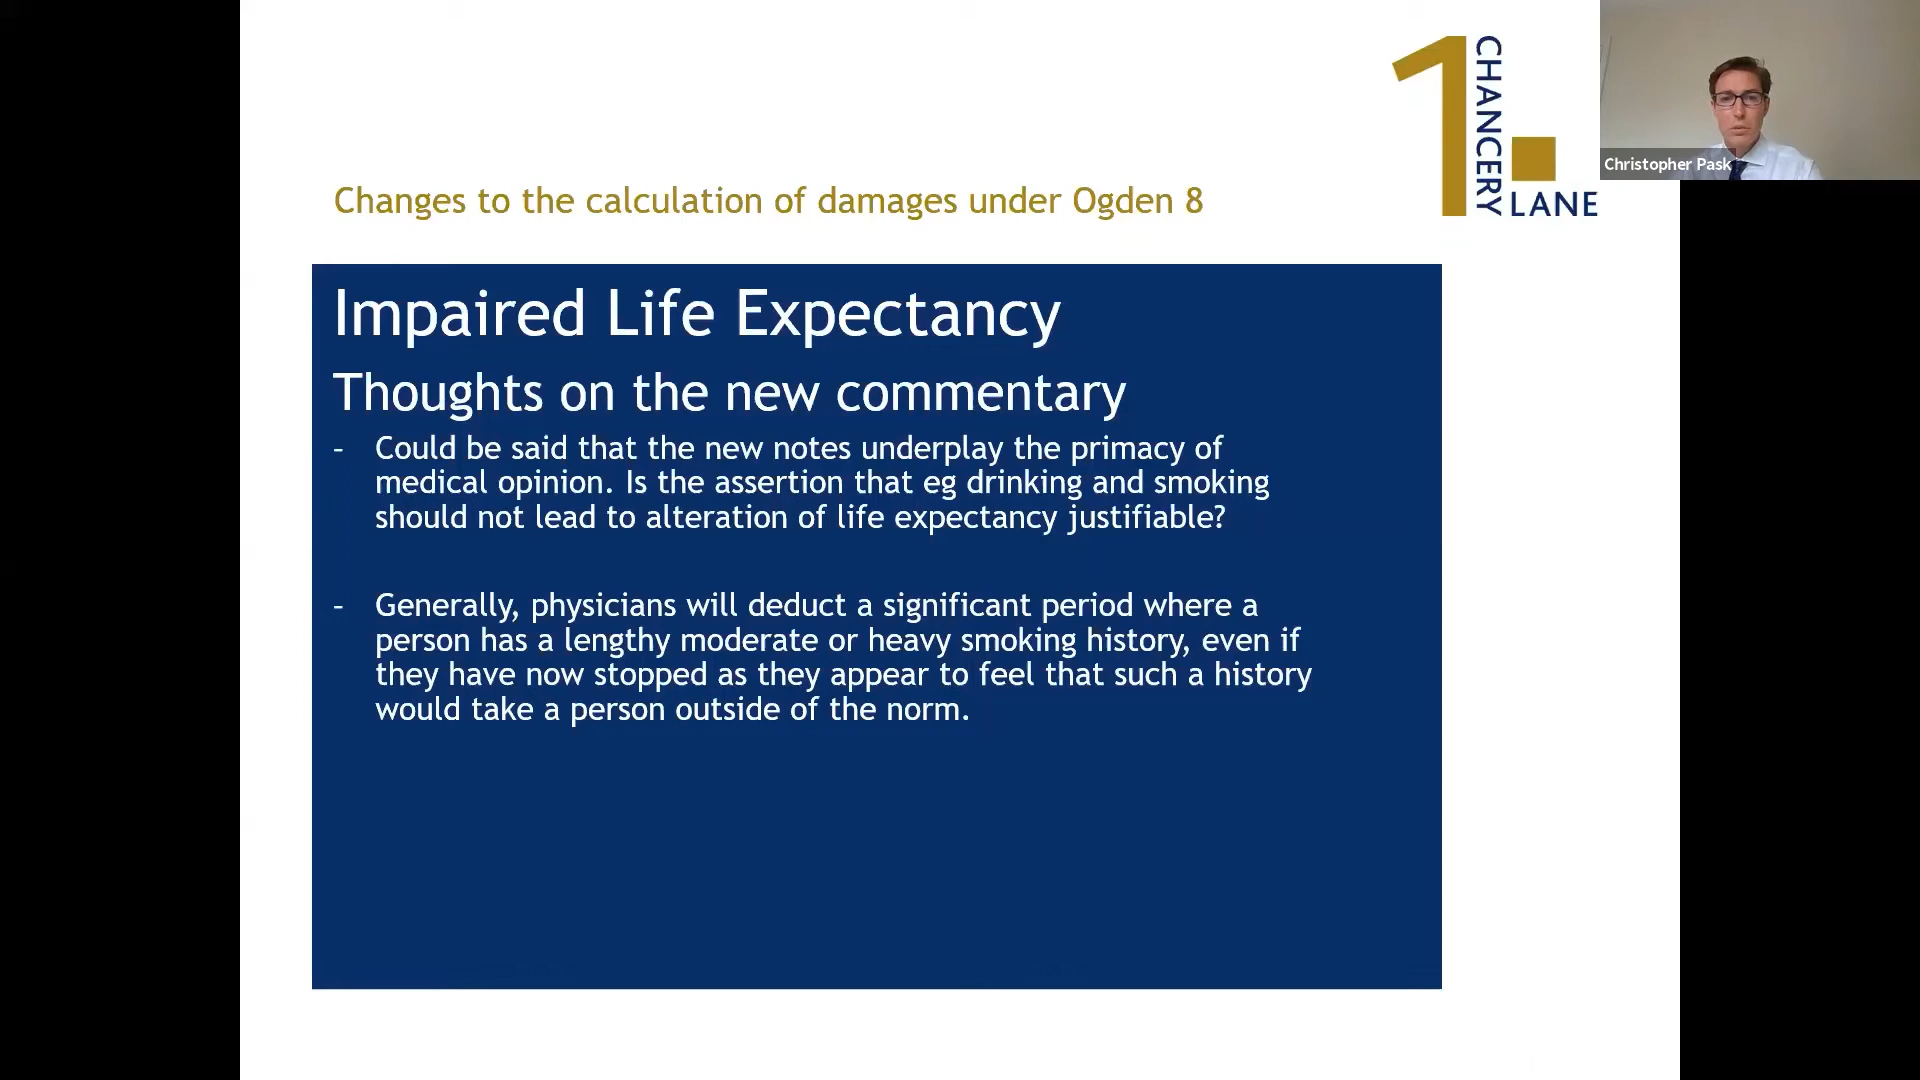 1 CHANCERY LANE
Christopher Pask
Changes to the calculation of damages under Ogden 8
Impaired Life Expectancy
Thoughts on the new commentary
- Could be said that the new notes underplay the primacy of
medical opinion. Is the assertion that eg drinking and smoking
should not lead to alteration of life expectancy justifiable?
- Generally, physicians will deduct a significant period where a
person has a lengthy moderate or heavy smoking history, even if
they have now stopped as they appear to feel that such a history
would take a person outside of the norm.